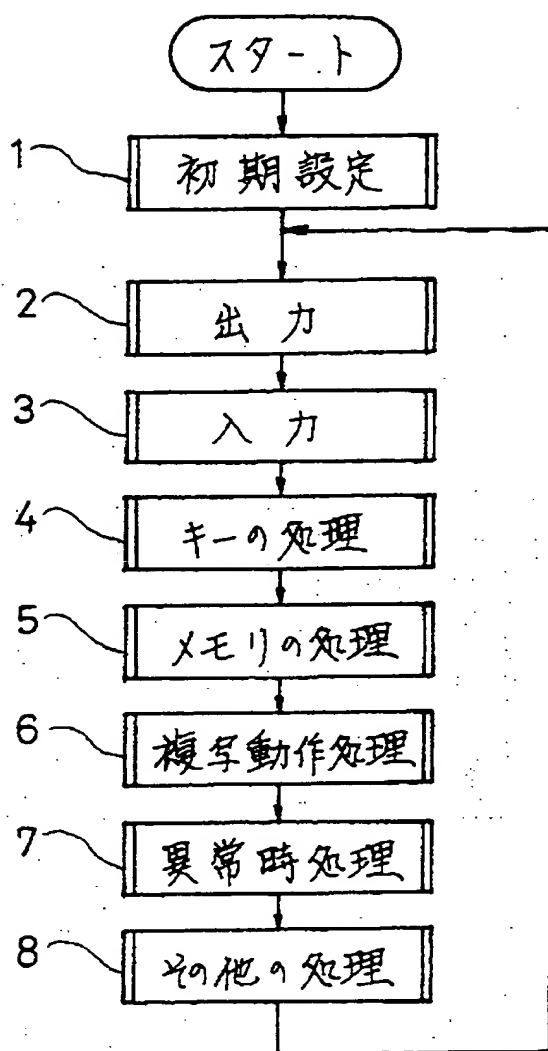 スタート
1 初期設定
2 出力
3 入力
4 キーの処理
5 メモリの処理
6 複写動作処理
7 異常時処理
8 その他の処理